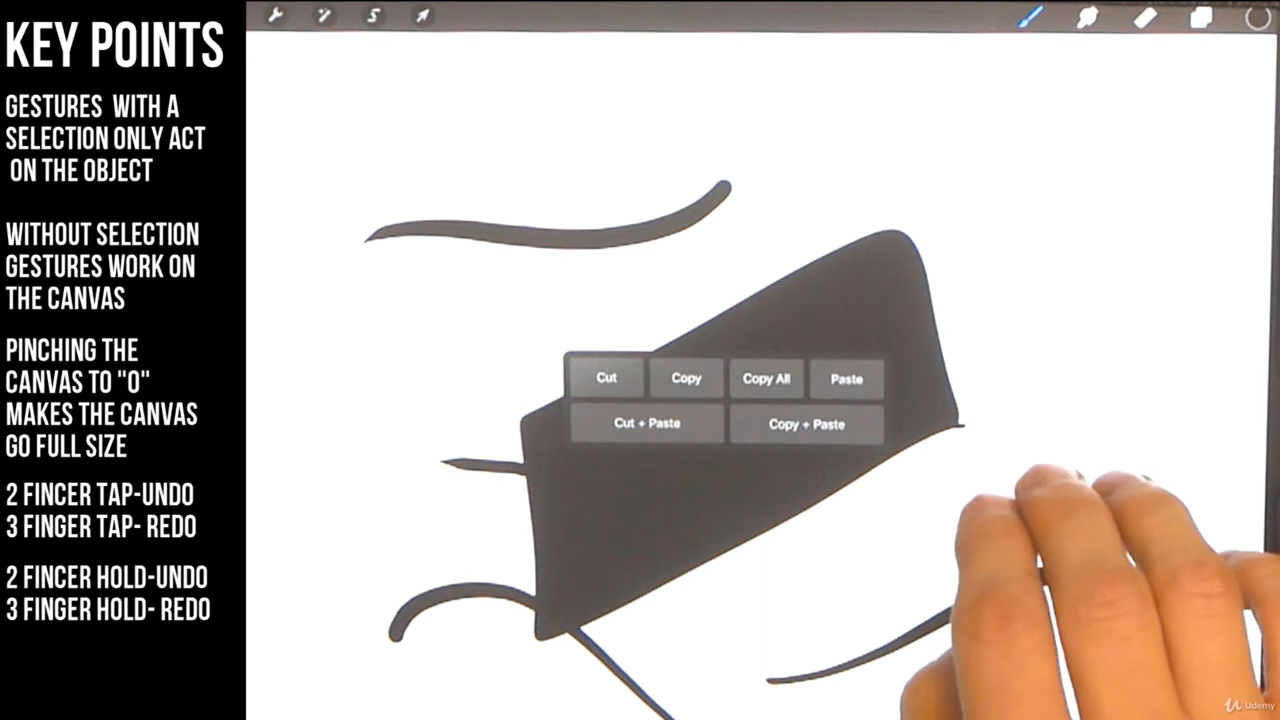 KEY POINTS
GESTURES WITH A
SELECTION ONLY ACT
ON THE OBJECT
WITHOUT SELECTION
GESTURES WORK ON
THE CANVAS
PINCHING THE
CANVAS TO "0"
MAKES THE CANVAS
GO FULL SIZE
2 FINCER TAP-UNDO
3 FINGER TAP- REDO
2 FINCER HOLD-UNDO
3 FINGER HOLD- REDO
Cut
Copy
Copy All
Paste
Cut + Paste
Copy + Paste
Udemy